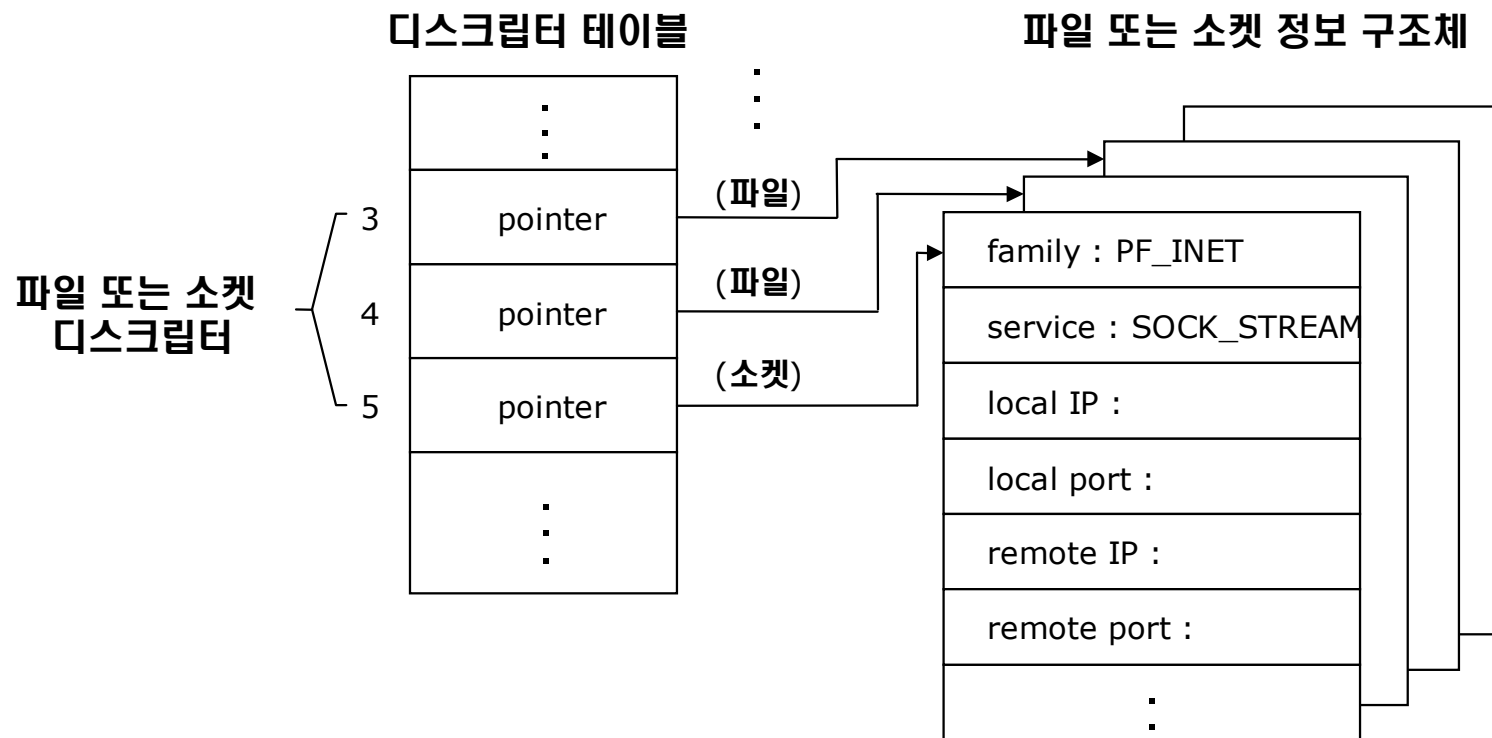 디스크립터 테이블
파일 또는 소켓 정보 구조체
(파일)
3
pointer
(파일)
4
pointer
(소켓)
5
pointer
파일 또는 소켓
디스크립터
family : PF_INET
service : SOCK_STREAM
local IP :
local port :
remote IP :
remote port :